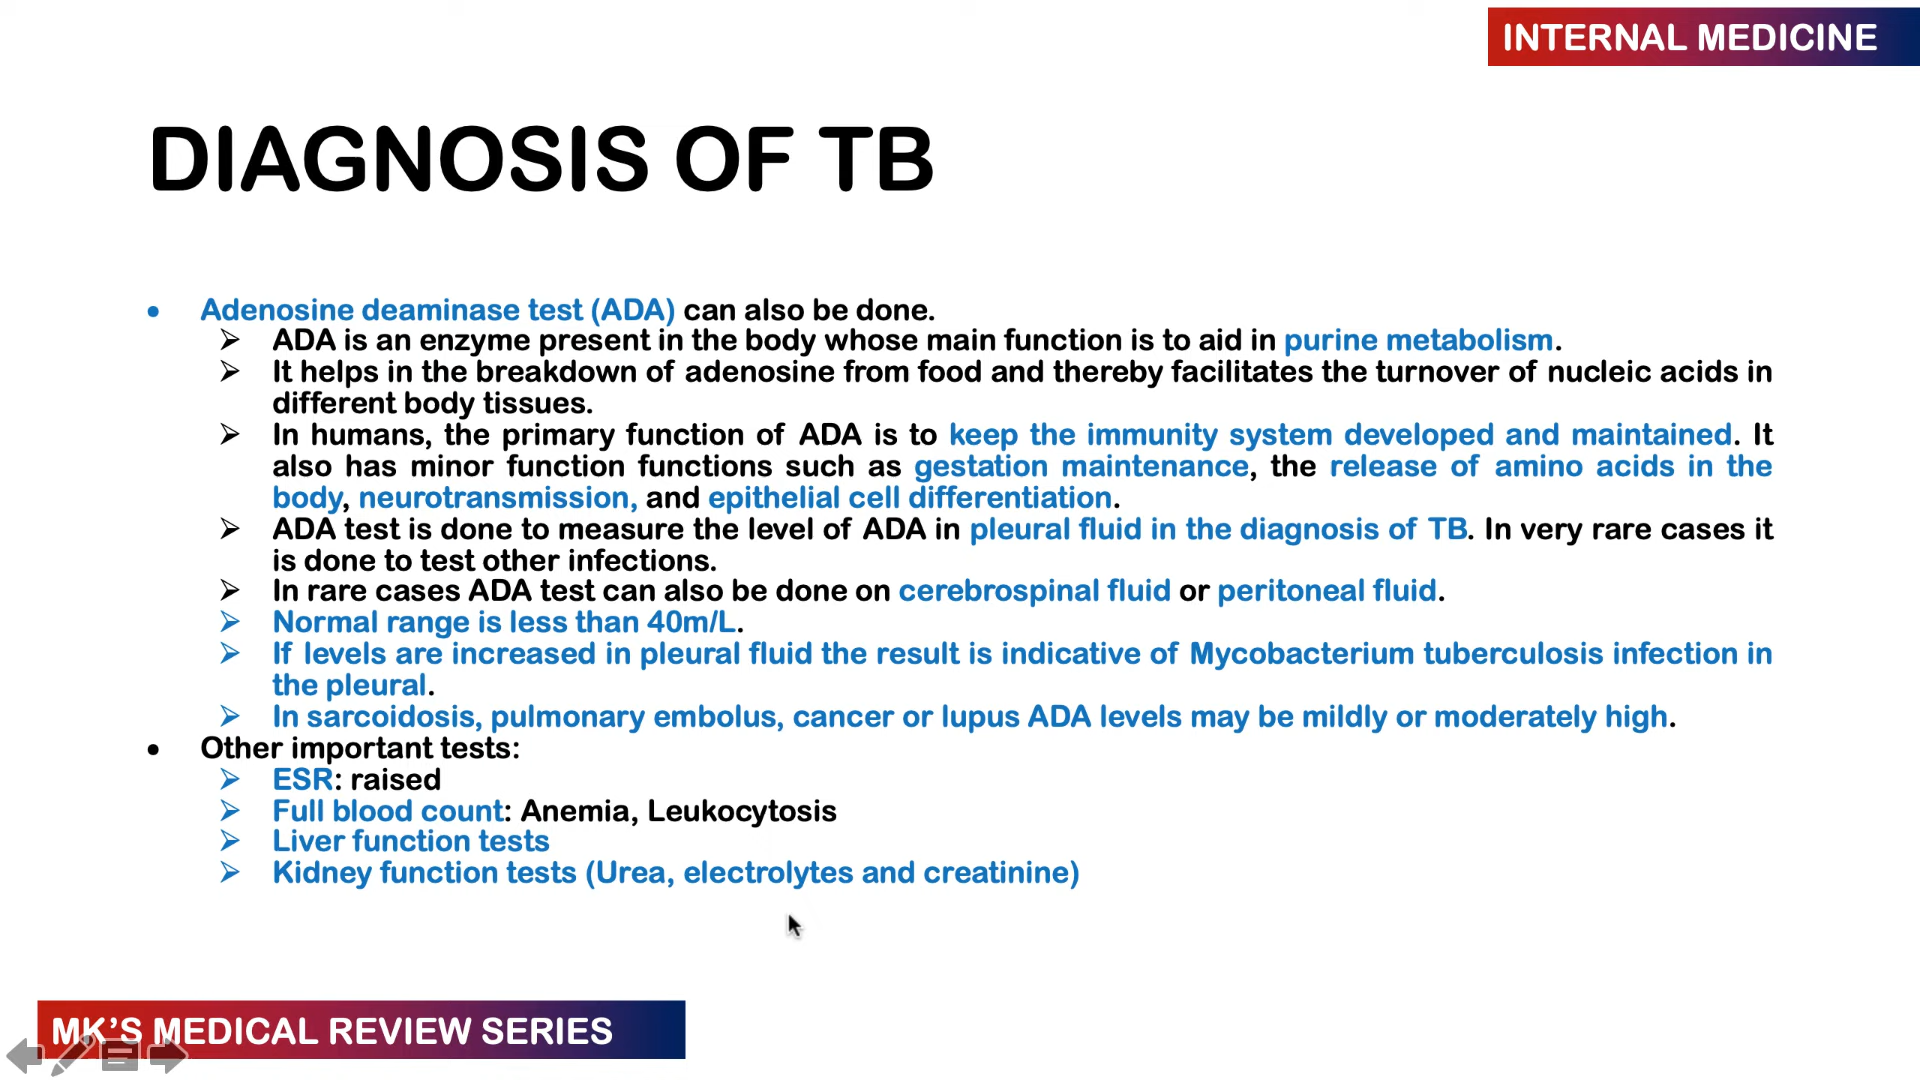 INTERNAL MEDICINE
DIAGNOSIS OF TB
• Adenosine deaminase test (ADA) can also be done.
➢ ADA is an enzyme present in the body whose main function is to aid in purine metabolism.
➢ It helps in the breakdown of adenosine from food and thereby facilitates the turnover of nucleic acids in
different body tissues.
➢ In humans, the primary function of ADA is to keep the immunity system developed and maintained. It
also has minor function functions such as gestation maintenance, the release of amino acids in the
body, neurotransmission, and epithelial cell differentiation.
➢ ADA test is done to measure the level of ADA in pleural fluid in the diagnosis of TB. In very rare cases it
is done to test other infections.
➢ In rare cases ADA test can also be done on cerebrospinal fluid or peritoneal fluid.
➢ Normal range is less than 40m/L.
➢ If levels are increased in pleural fluid the result is indicative of Mycobacterium tuberculosis infection in
the pleural.
➢ In sarcoidosis, pulmonary embolus, cancer or lupus ADA levels may be mildly or moderately high.
• Other important tests:
➢ ESR: raised
➢ Full blood count: Anemia, Leukocytosis
➢ Liver function tests
➢ Kidney function tests (Urea, electrolytes and creatinine)
MK'S MEDICAL REVIEW SERIES